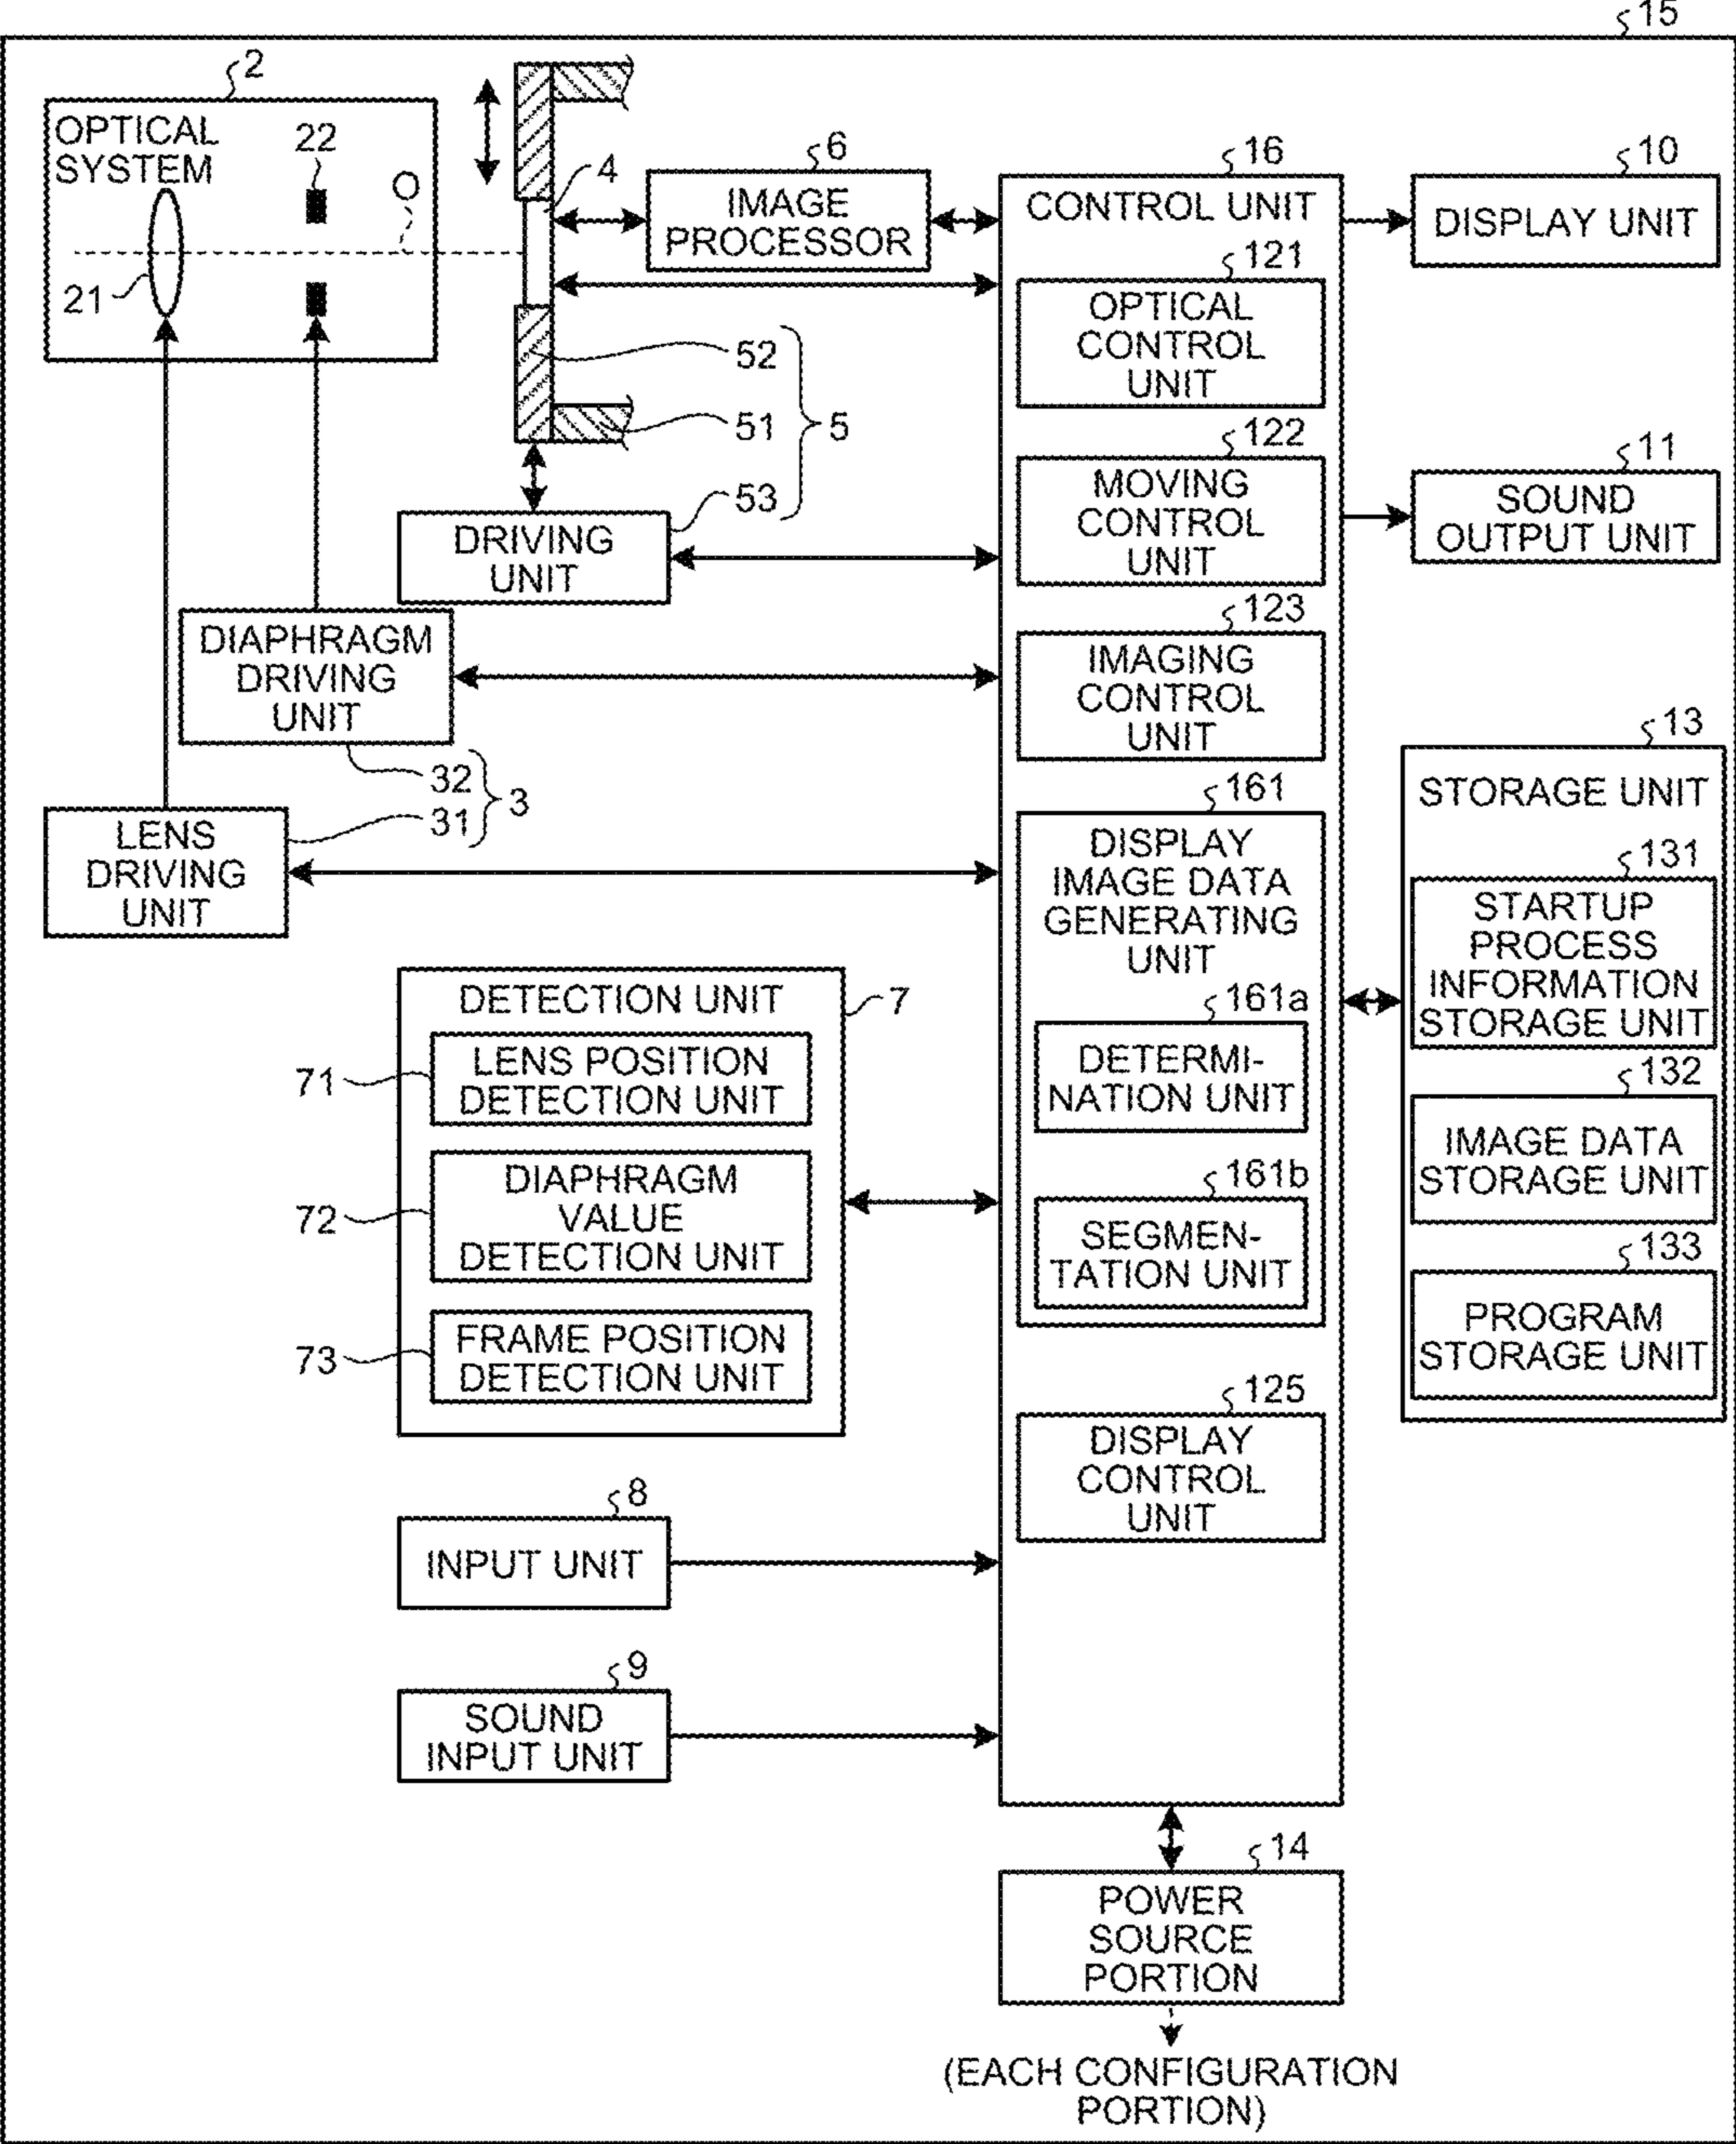 15
2
OPTICAL
SYSTEM
22
O
21
4
6
IMAGE
PROCESSOR
16
CONTROL UNIT
10
DISPLAY UNIT
121
OPTICAL
CONTROL
UNIT
52
51
5
53
DRIVING
UNIT
122
MOVING
CONTROL
UNIT
11
SOUND
OUTPUT UNIT
DIAPHRAGM
DRIVING
UNIT
123
IMAGING
CONTROL
UNIT
32
31
3
LENS
DRIVING
UNIT
161
DISPLAY
IMAGE DATA
GENERATING
UNIT
161a
DETERMI-
NATION UNIT
161b
SEGMEN-
TATION UNIT
13
STORAGE UNIT
131
STARTUP
PROCESS
INFORMATION
STORAGE UNIT
132
IMAGE DATA
STORAGE UNIT
133
PROGRAM
STORAGE UNIT
DETECTION UNIT
7
71
LENS POSITION
DETECTION UNIT
72
DIAPHRAGM
VALUE
DETECTION UNIT
73
FRAME POSITION
DETECTION UNIT
125
DISPLAY
CONTROL
UNIT
8
INPUT UNIT
9
SOUND
INPUT UNIT
14
POWER
SOURCE
PORTION
(EACH CONFIGURATION
PORTION)